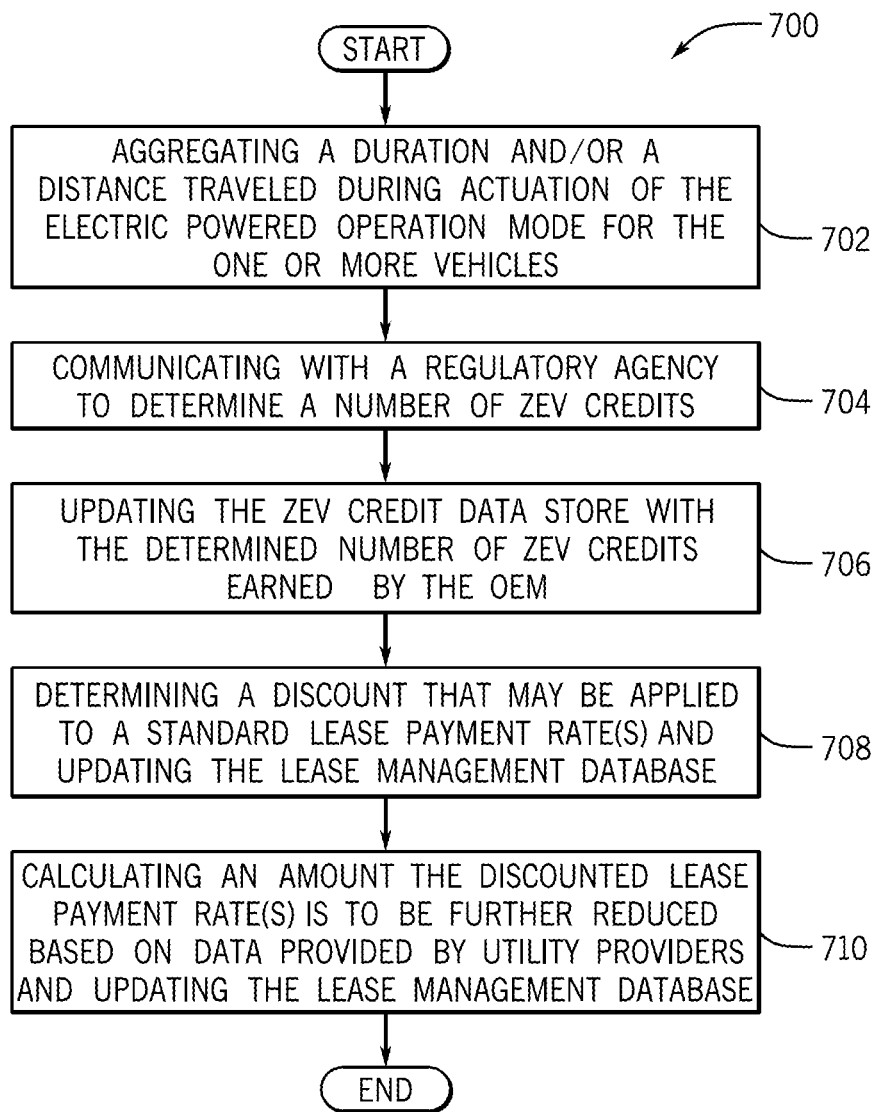 START
700
AGGREGATING A DURATION AND/OR A
DISTANCE TRAVELED DURING ACTUATION OF THE
ELECTRIC POWERED OPERATION MODE FOR THE
ONE OR MORE VEHICLES
702
COMMUNICATING WITH A REGULATORY AGENCY
TO DETERMINE A NUMBER OF ZEV CREDITS
704
UPDATING THE ZEV CREDIT DATA STORE WITH
THE DETERMINED NUMBER OF ZEV CREDITS
EARNED BY THE OEM
706
DETERMINING A DISCOUNT THAT MAY BE APPLIED
TO A STANDARD LEASE PAYMENT RATE(S) AND
UPDATING THE LEASE MANAGEMENT DATABASE
708
CALCULATING AN AMOUNT THE DISCOUNTED LEASE
PAYMENT RATE(S) IS TO BE FURTHER REDUCED
BASED ON DATA PROVIDED BY UTILITY PROVIDERS
AND UPDATING THE LEASE MANAGEMENT DATABASE
710
END